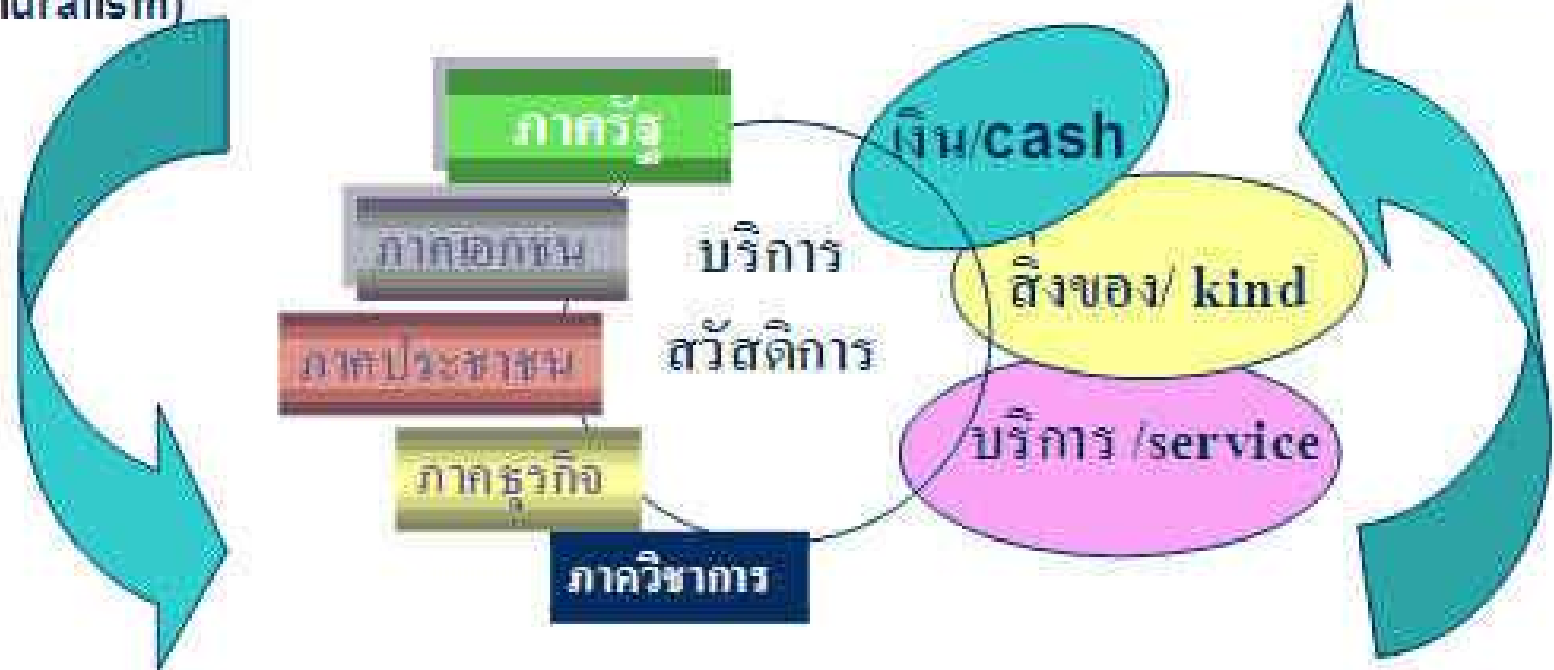 ภาครัฐ
ภาคเอกชน
ภาคประชาชน
ภาคธุรกิจ
ภาควิชาการ
บริการ
สวัสดิการ
เงิน/cash
สิ่งของ/ kind
บริการ /service